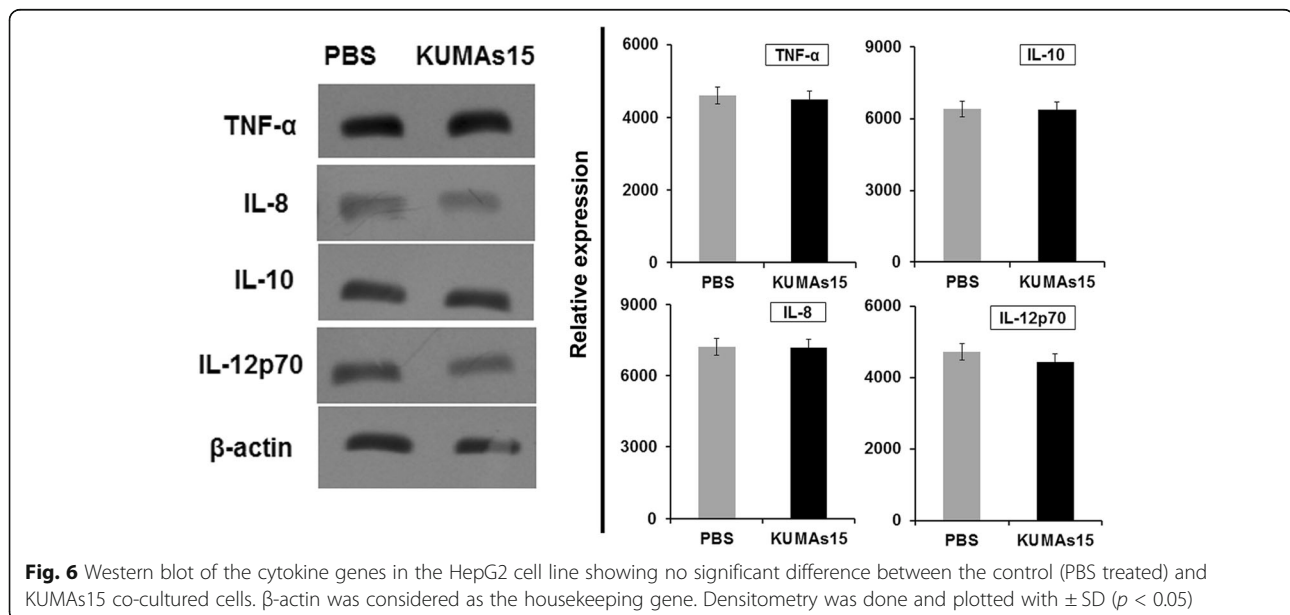 PBS KUMAs15
TNF-α
IL-8
IL-10
IL-12p70
β-actin
Relative expression
6000
4000
2000
0
TNF-α
PBS KUMAs15
9000
6000
3000
0
IL-10
PBS KUMAs15
9000
6000
3000
0
IL-8
PBS KUMAs15
6000
4000
2000
0
IL-12p70
PBS KUMAs15
Fig. 6 Western blot of the cytokine genes in the HepG2 cell line showing no significant difference between the control (PBS treated) and
KUMAs15 co-cultured cells. β-actin was considered as the housekeeping gene. Densitometry was done and plotted with ± SD (p < 0.05)